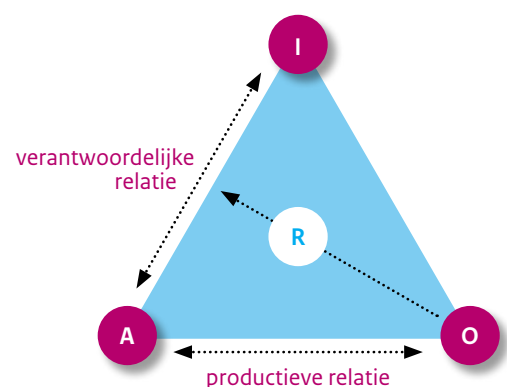 I
verantwoordelijke
relatie
R
A
O
productieve relatie